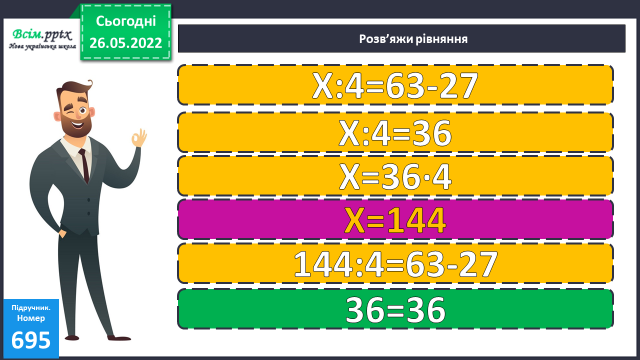 Всім.pptx
Нова українська школа
Сьогодні
26.05.2022
Розв’яжи рівняння
Х:4=63-27
Х:4=36
Х=36·4
Х=144
144:4=63-27
36=36
Підручник.
Номер
695